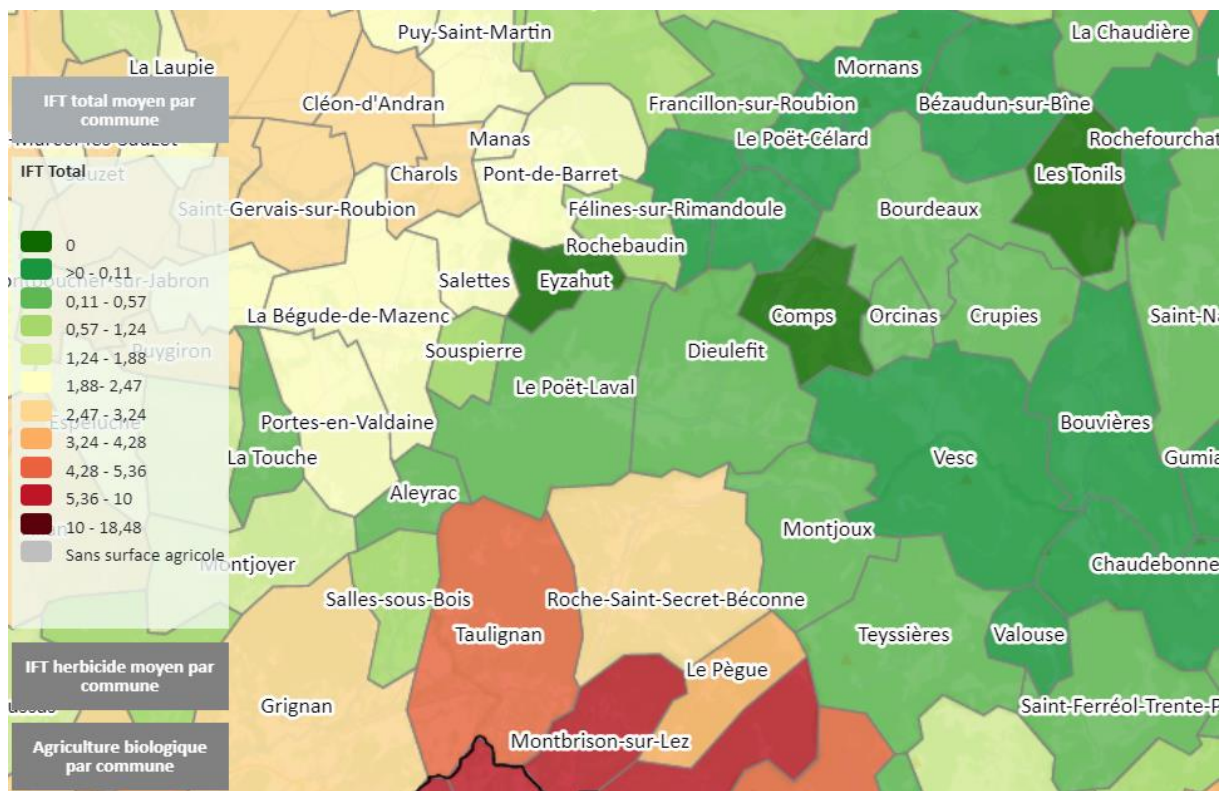 Puy-Saint-Martin
La Chaudière
La Laupie
Mornans
IFT total moyen par
commune
Cléon-d'Andran
Francillon-sur-Roubion
Bézaudun-sur-Bîne
Manas
Le Poët-Célard
Rochefourchat
IFT Total
Charols
Pont-de-Barret
Les Tonils
Saint-Gervais-sur-Roubion
Félines-sur-Rimandoule
Bourdeaux
0
Rochebaudin
>0 - 0,11
Salettes
Eyzahut
0,11 - 0,57
La Bégude-de-Mazenc
Comps
Orcinas
Crupies
Saint-Na
0,57 - 1,24
Puygiron
Souspierre
Dieulefit
1,24 - 1,88
Le Poët-Laval
1,88- 2,47
2,47 - 3,24
Espeluche
Portes-en-Valdaine
Bouvières
3,24 - 4,28
La Touche
Vesc
Gumia
4,28 - 5,36
Aleyrac
5,36 - 10
10 - 18,48
Montjoux
Sans surface agricole
Montjoyer
Chaudebonne
Salles-sous-Bois
Roche-Saint-Secret-Béconne
Taulignan
Teyssières
Valouse
IFT herbicide moyen par
commune
Le Pègue
Grignan
Saint-Ferréol-Trente-P
Agriculture biologique
par commune
Montbrison-sur-Lez